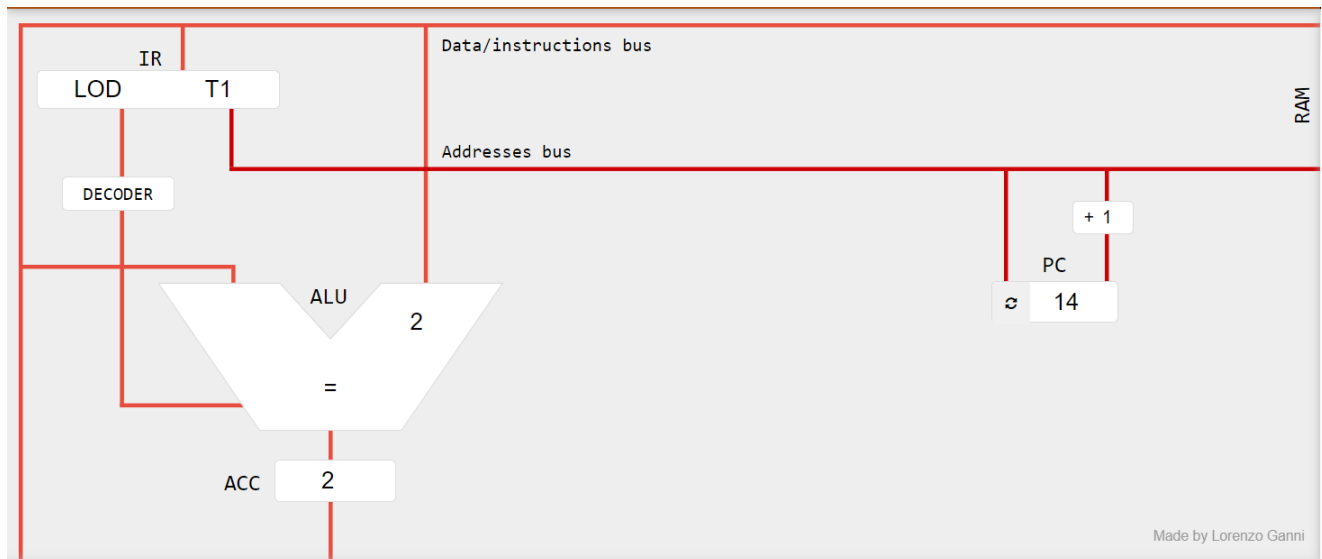 Data/instructions bus
IR
LOD T1
RAM
Addresses bus
DECODER
+ 1
PC
14
ALU
2
=
ACC 2
Made by Lorenzo Ganni